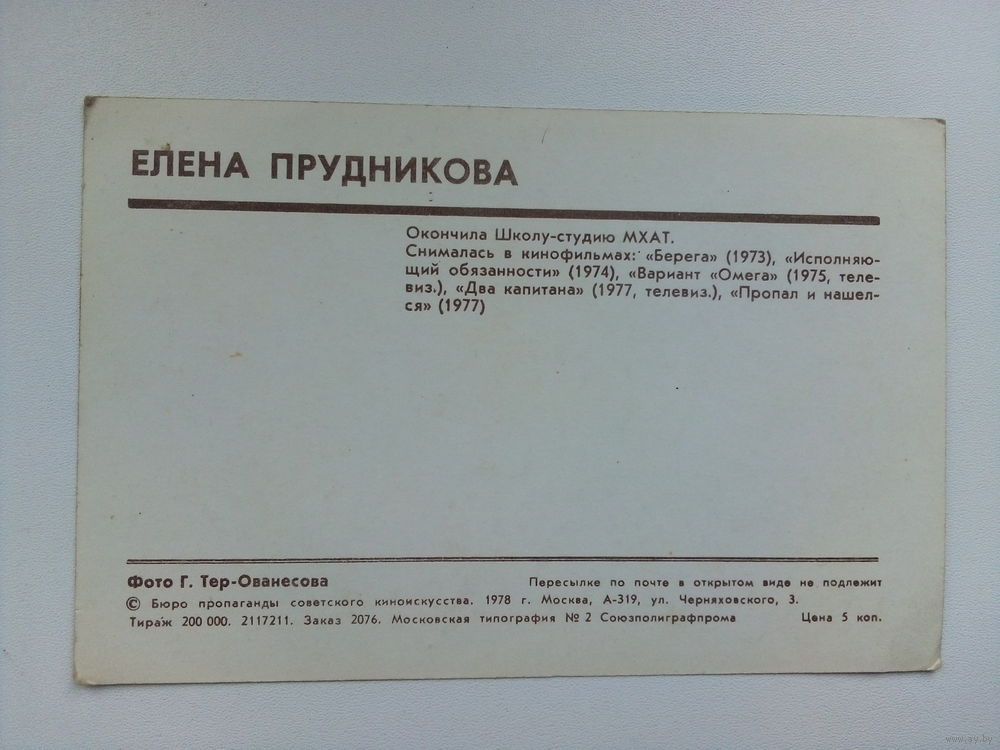 ЕЛЕНА ПРУДНИКОВА
Окончила Школу-студию МХАТ.
Снималась в кинофильмах: «Берега» (1973), «Исполняю-
щий обязанности» (1974), «Вариант «Омега» (1975, теле-
виз.), «Два капитана» (1977, телевиз.), «Пропал и нашел-
ся» (1977)
Фото Г. Тер-Ованесова
Пересылке по почте в открытом виде не подлежит
© Бюро пропаганды советского киноискусства. 1978 г. Москва, А-319, ул. Черняховского, 3.
Тираж 200 000. 2117211. Заказ 2076. Московская типография № 2 Союзполиграфпрома Цена 5 коп.
www.ay.by